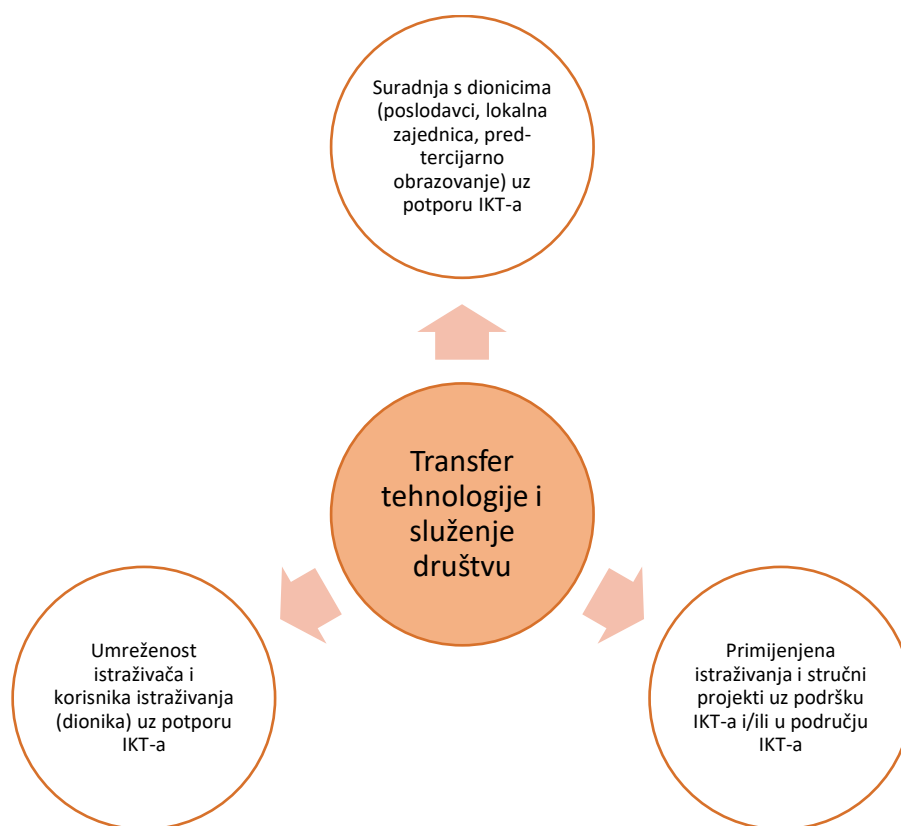 Suradnja s dionicima
(poslodavci, lokalna
zajednica, pred-
tercijarno
obrazovanje) uz
potporu IKT-a
Transfer
tehnologije i
služenje
društvu
Umreženost
istraživača i
korisnika istraživanja
(dionika) uz potporu
IKT-a
Primijenjena
istraživanja i stručni
projekti uz podršku
IKT-a i/ili u području
IKT-a